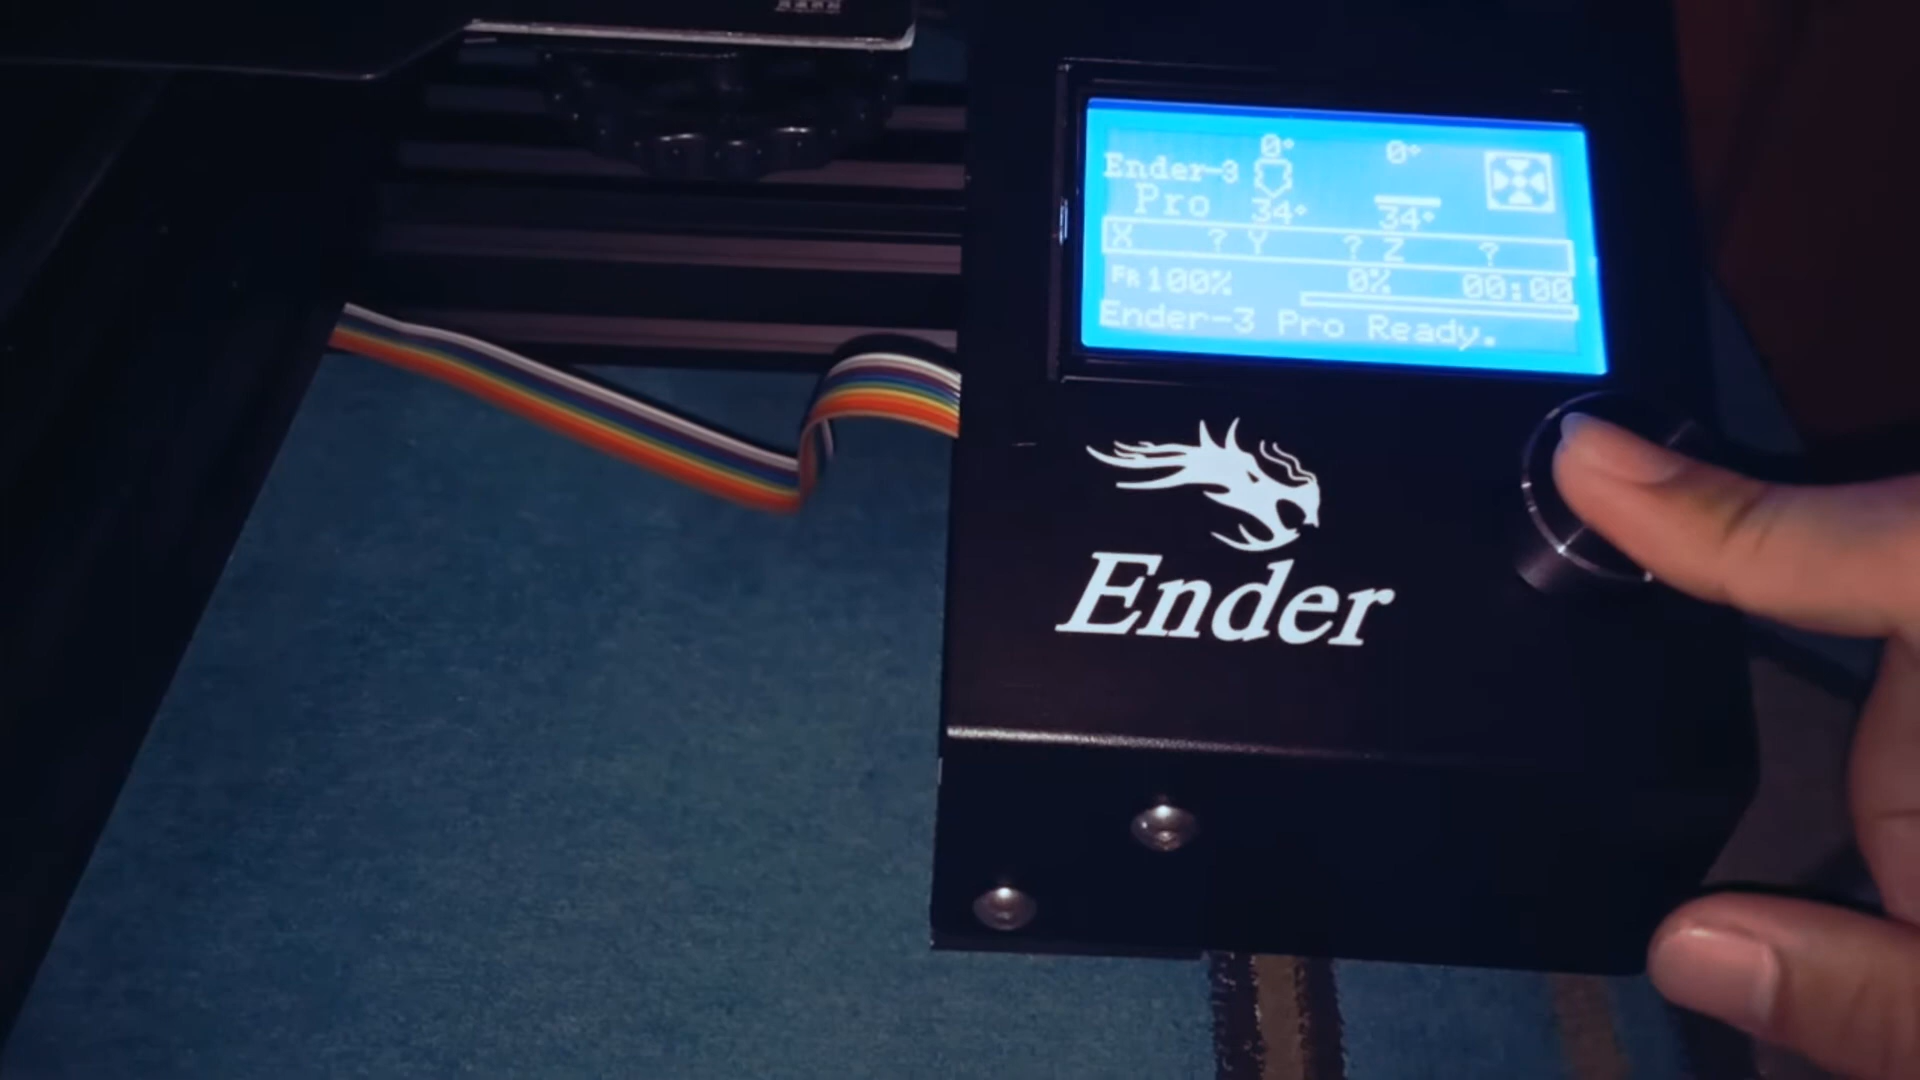 0° 0°
Ender-3
Pro 34° 34°
X ? Y ? Z ?
FR 100% 0% 00:00
Ender-3 Pro Ready.
Ender